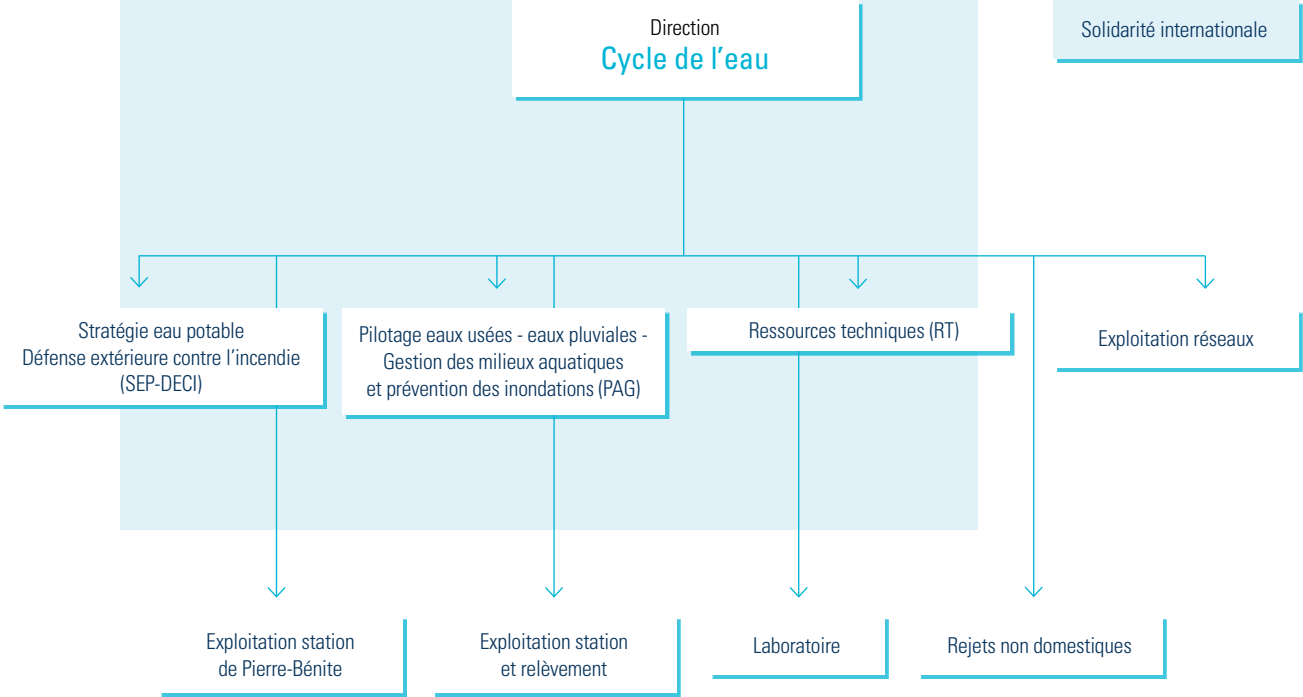 Direction
Cycle de l'eau
Solidarité internationale
Stratégie eau potable
Défense extérieure contre l'incendie
(SEP-DECI)
Pilotage eaux usées - eaux pluviales -
Gestion des milieux aquatiques
et prévention des inondations (PAG)
Ressources techniques (RT)
Exploitation réseaux
Exploitation station
de Pierre-Bénite
Exploitation station
et relèvement
Laboratoire
Rejets non domestiques